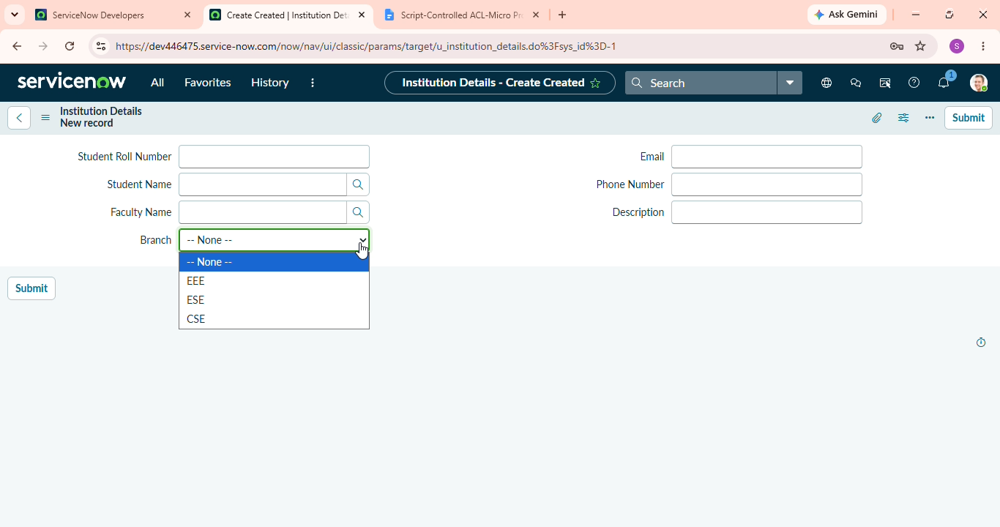 ServiceNow Developers
Create Created | Institution Det
Script-Controlled ACL-Micro Pr
Ask Gemini
https://dev446475.service-now.com/now/nav/ui/classic/params/target/u_institution_details.do%3Fsys_id%3D-1
S
servicenow
All
Favorites
History
Institution Details - Create Created
Search
1
Institution Details
New record
Submit
Student Roll Number
Email
Student Name
Phone Number
Faculty Name
Description
Branch
-- None --
-- None --
EEE
ESE
CSE
Submit